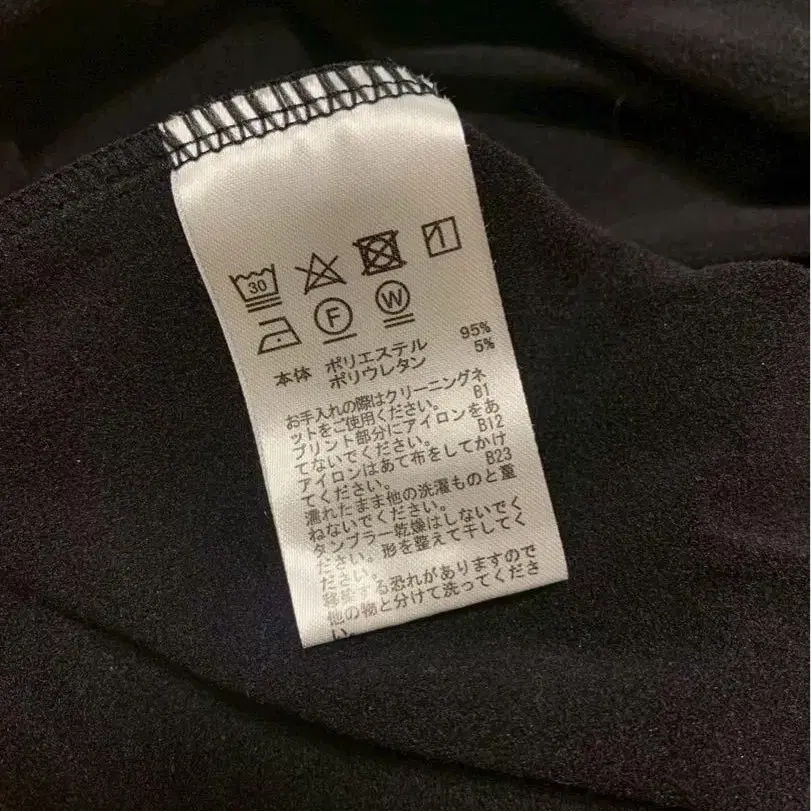 30
F W
本体 ポリエステル 95%
ポリウレタン 5%
お手入れの際はクリーニングネ
ットをご使用ください。 B1
プリント部分にアイロンをあ
てないでください。 B12
アイロンはあて布をしてかけ
てください。 B23
濡れたまま他の洗濯ものと重
ねないでください。
タンブラー乾燥はしないでく
ださい。形を整えて干してく
ださい。
移染する恐れがありますので
他の物と分けて洗ってくださ
い。